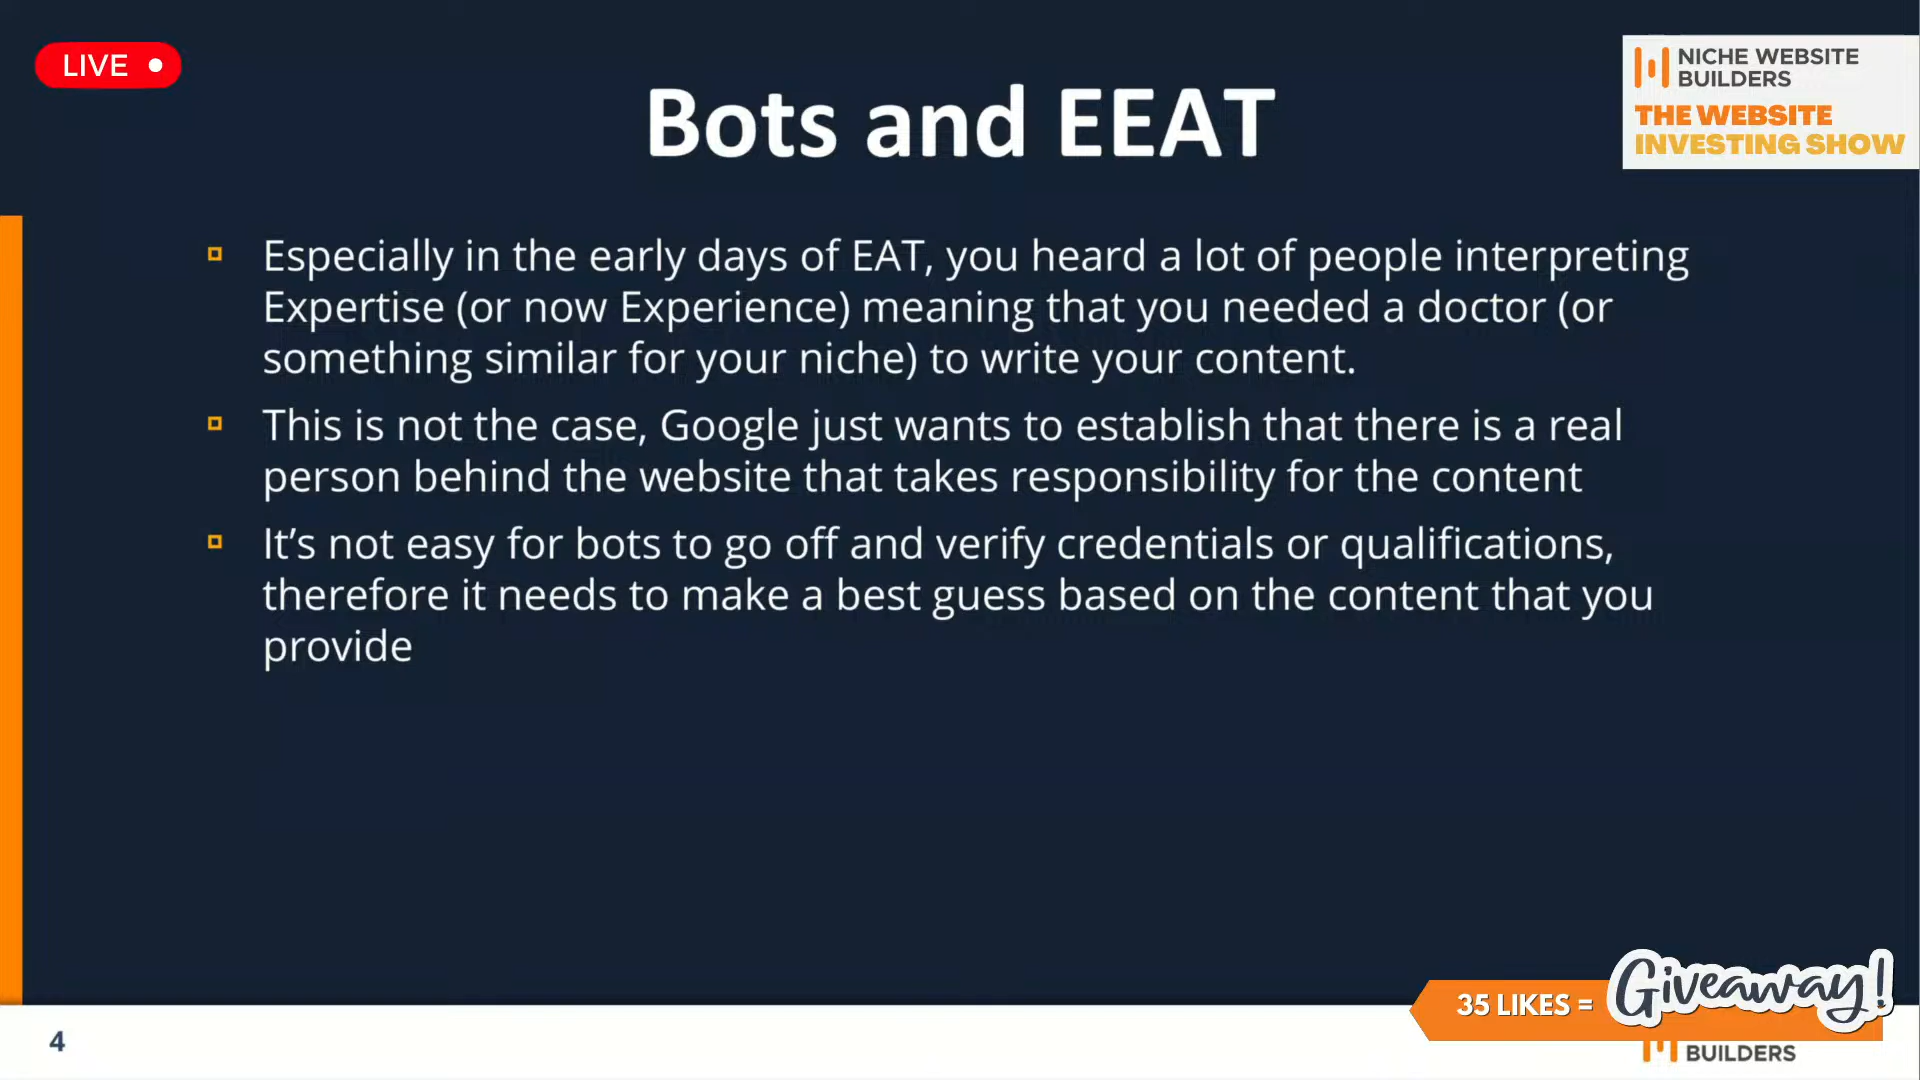 LIVE
NICHE WEBSITE
BUILDERS
THE WEBSITE
INVESTING SHOW
Bots and EEAT
Especially in the early days of EAT, you heard a lot of people interpreting
Expertise (or now Experience) meaning that you needed a doctor (or
something similar for your niche) to write your content.
This is not the case, Google just wants to establish that there is a real
person behind the website that takes responsibility for the content
It’s not easy for bots to go off and verify credentials or qualifications,
therefore it needs to make a best guess based on the content that you
provide
35 LIKES = Giveaway!
4
BUILDERS